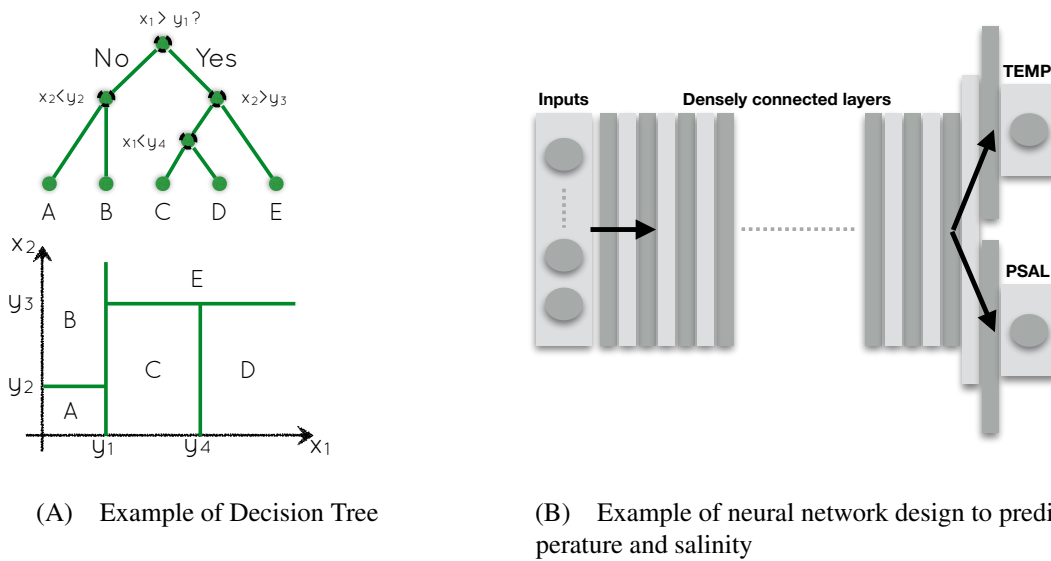 x₁> y₁?
No Yes
x₂<y₂ x₂>y₃
x₁<y₄
A B C D E
x₂
E
y₃
B
C D
y₂
A
y₁ y₄ x₁
(A) Example of Decision Tree
TEMP
Inputs Densely connected layers
PSAL
(B) Example of neural network design to predi
perature and salinity